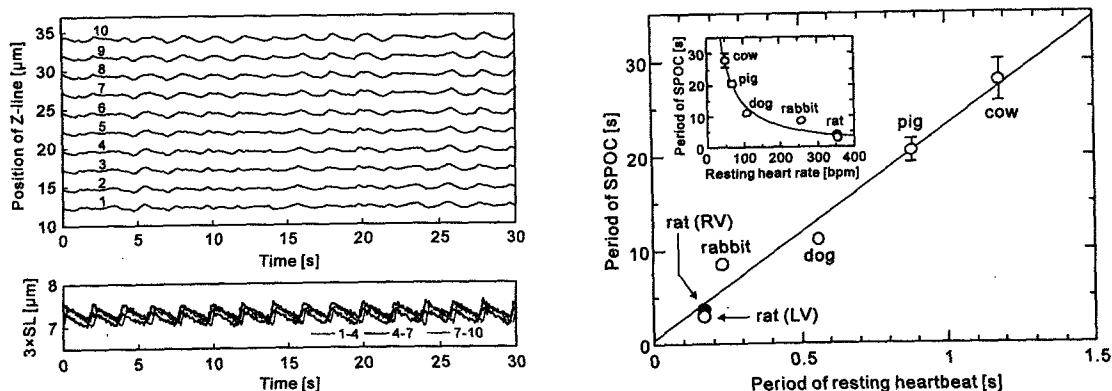 Position of Z-line [μm]
35
30
25
20
15
10
10
9
8
7
6
5
4
3
2
1
0 5 10 15 20 25 30
Time [s]
3×SL [μm]
8
7
1-4 4-7 7-10
0 5 10 15 20 25 30
Time [s]
Period of SPOC [s]
30
20
10
0
Period of SPOC [s]
30
20
10
0
cow
pig
dog
rabbit
rat
0 100 200 300 400
Resting heart rate [bpm]
pig
cow
rat (RV)
rabbit
dog
rat (LV)
0 0.5 1 1.5
Period of resting heartbeat [s]